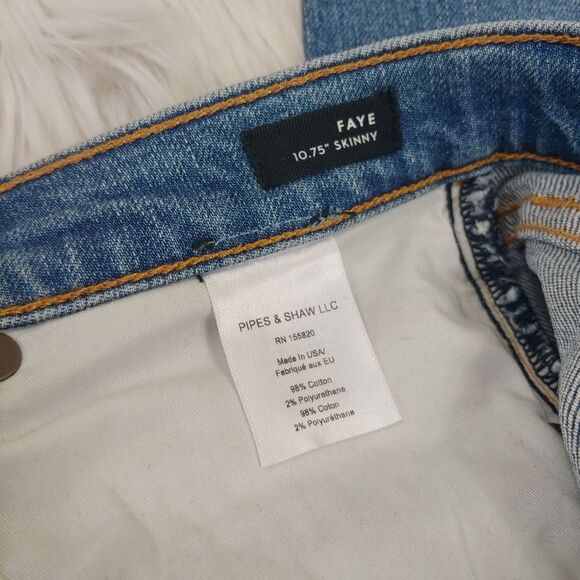 FAYE
10.75" SKINNY
PIPES & SHAW LLC
RN 155820
Made In USA/
Fabriqué aux EU
98% Cotton
2% Polyurethane
98% Coton
2% Polyuréthane